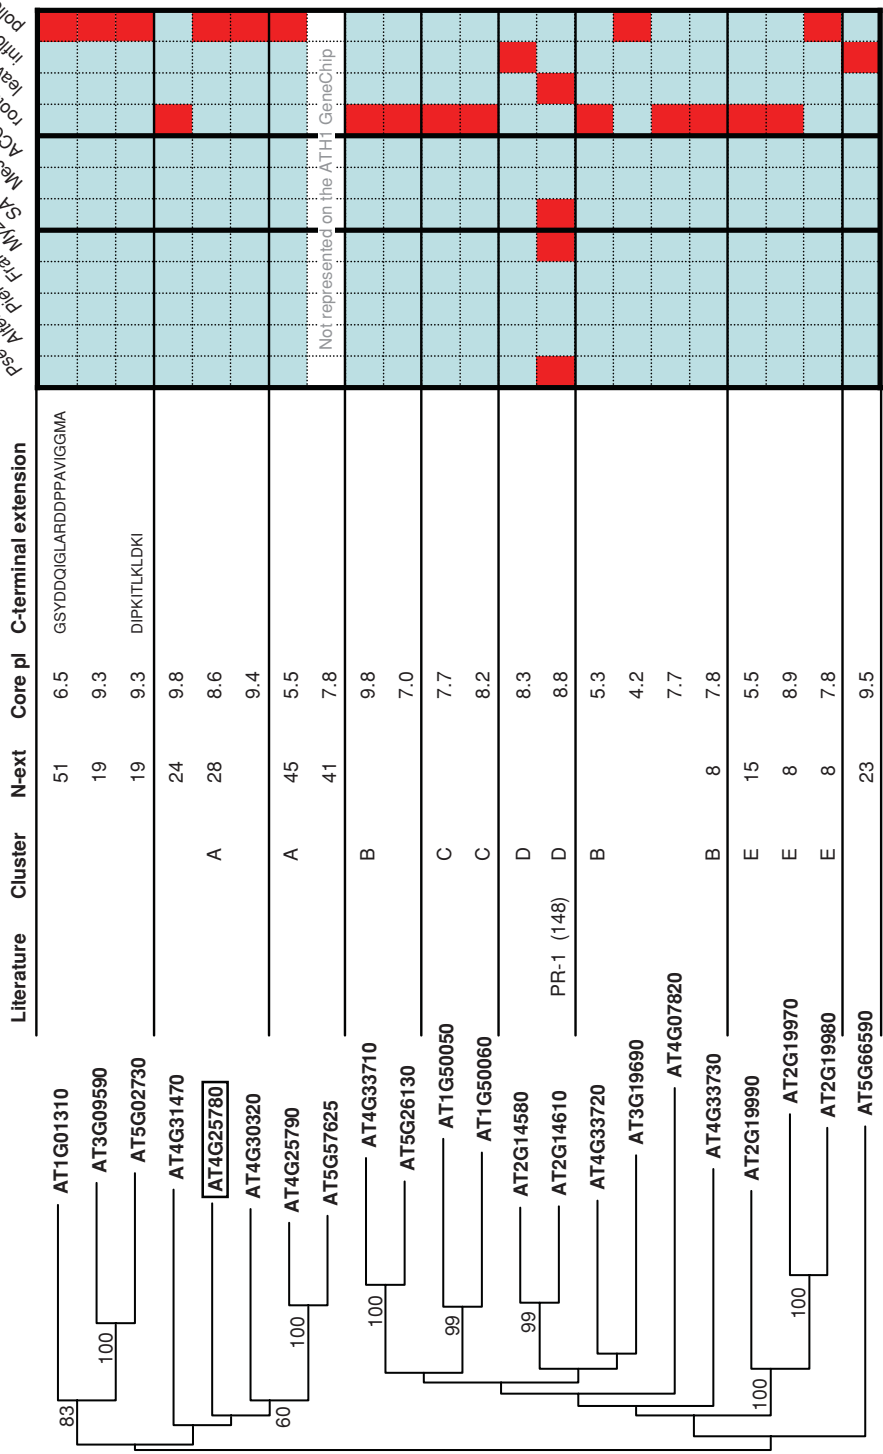 Literature Cluster N-ext Core pI C-terminal extension
SA
root
AT1G01310 51 6.5 GSYDDQIGLARDDPPAVIGGMA
AT3G09590 19 9.3
AT5G02730 19 9.3 DIPKITLKLDKI
AT4G31470 24 9.8
AT4G25780 A 28 8.6
AT4G30320 9.4
AT4G25790 A 45 5.5
AT5G57625 41 7.8 Not represented on the ATH1 GeneChip
AT4G33710 B 9.8
AT5G26130 7.0
AT1G50050 C 7.7
AT1G50060 C 8.2
AT2G14580 D 8.3
AT2G14610 PR-1 (148) D 8.8
AT4G33720 B 5.3
AT3G19690 4.2
AT4G07820 7.7
AT4G33730 B 8 7.8
AT2G19990 E 15 5.5
AT2G19970 E 8 8.9
AT2G19980 E 8 7.8
AT5G66590 23 9.5
83
100
60
100
100
99
99
100
100